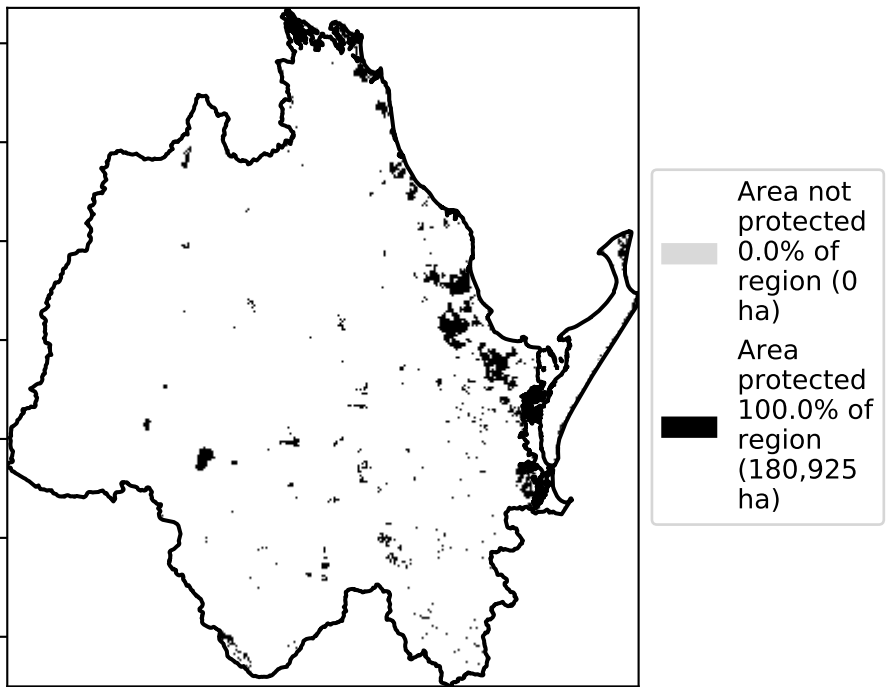 Area not
protected
0.0% of
region (0
ha)
Area
protected
100.0% of
region
(180,925
ha)